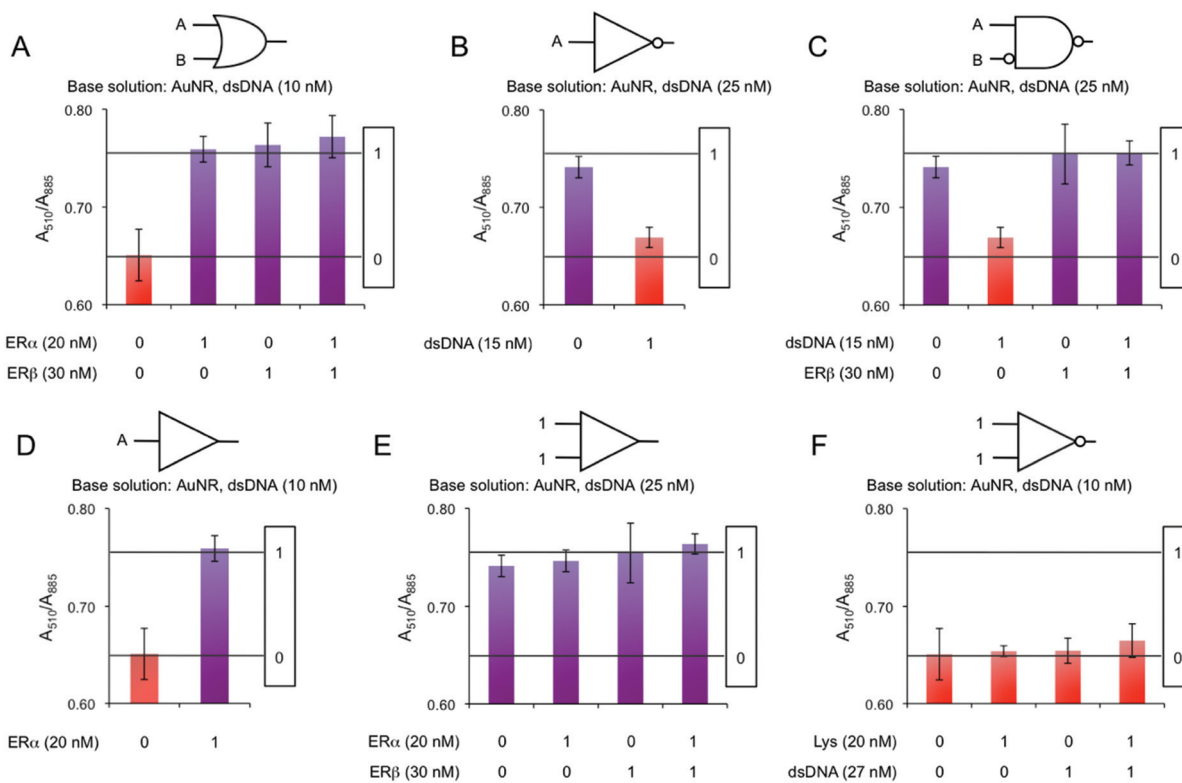 A
A
B
Base solution: AuNR, dsDNA (10 nM)
0.80
0.70
0.60
A510/A885
1
0
ERα (20 nM) 0 1 0 1
ERβ (30 nM) 0 0 1 1
B
A
Base solution: AuNR, dsDNA (25 nM)
0.80
0.70
0.60
A510/A885
1
0
dsDNA (15 nM) 0 1
C
A
B
Base solution: AuNR, dsDNA (25 nM)
0.80
0.70
0.60
A510/A885
1
0
dsDNA (15 nM) 0 1 0 1
ERβ (30 nM) 0 0 1 1
D
A
Base solution: AuNR, dsDNA (10 nM)
0.80
0.70
0.60
A510/A885
1
0
ERα (20 nM) 0 1
E
1
1
Base solution: AuNR, dsDNA (25 nM)
0.80
0.70
0.60
A510/A885
1
0
ERα (20 nM) 0 1 0 1
ERβ (30 nM) 0 0 1 1
F
1
1
Base solution: AuNR, dsDNA (10 nM)
0.80
0.70
0.60
A510/A885
1
0
Lys (20 nM) 0 1 0 1
dsDNA (27 nM) 0 0 1 1